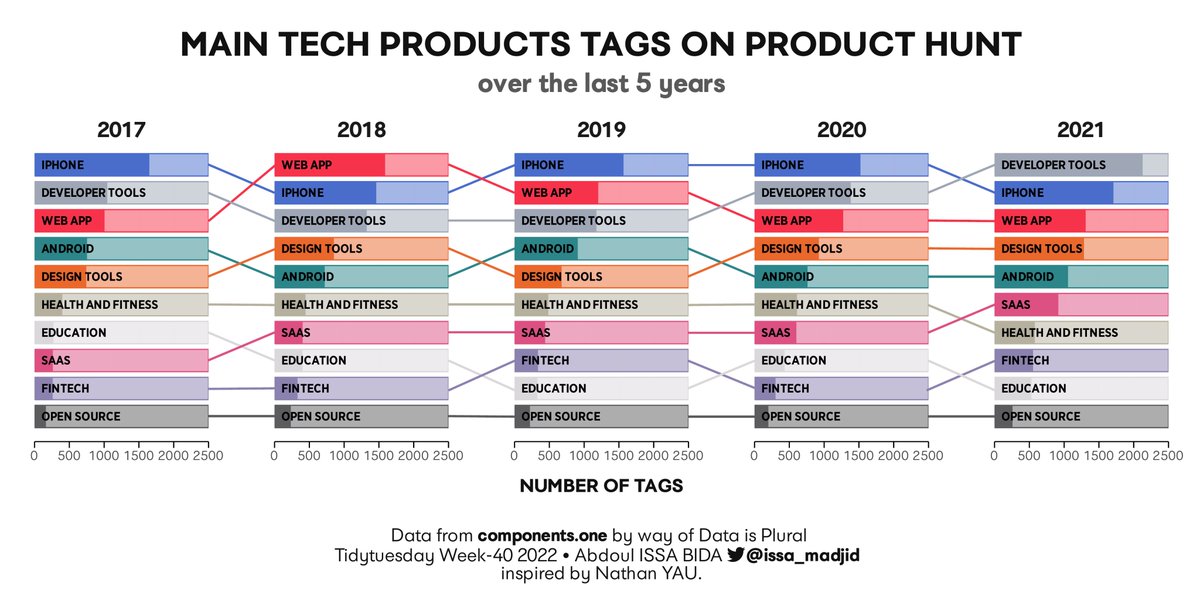 MAIN TECH PRODUCTS TAGS ON PRODUCT HUNT
over the last 5 years
2017
IPHONE
DEVELOPER TOOLS
WEB APP
ANDROID
DESIGN TOOLS
HEALTH AND FITNESS
EDUCATION
SAAS
FINTECH
OPEN SOURCE
0 500 1000 1500 2000 2500
2018
WEB APP
IPHONE
DEVELOPER TOOLS
DESIGN TOOLS
ANDROID
HEALTH AND FITNESS
SAAS
EDUCATION
FINTECH
OPEN SOURCE
0 500 1000 1500 2000 2500
2019
IPHONE
WEB APP
DEVELOPER TOOLS
ANDROID
DESIGN TOOLS
HEALTH AND FITNESS
SAAS
FINTECH
EDUCATION
OPEN SOURCE
0 500 1000 1500 2000 2500
2020
IPHONE
DEVELOPER TOOLS
WEB APP
DESIGN TOOLS
ANDROID
HEALTH AND FITNESS
SAAS
EDUCATION
FINTECH
OPEN SOURCE
0 500 1000 1500 2000 2500
2021
DEVELOPER TOOLS
IPHONE
WEB APP
DESIGN TOOLS
ANDROID
SAAS
HEALTH AND FITNESS
FINTECH
EDUCATION
OPEN SOURCE
0 500 1000 1500 2000 2500
NUMBER OF TAGS
Data from components.one by way of Data is Plural
Tidytuesday Week-40 2022 • Abdoul ISSA BIDA @issa_madjid
inspired by Nathan YAU.